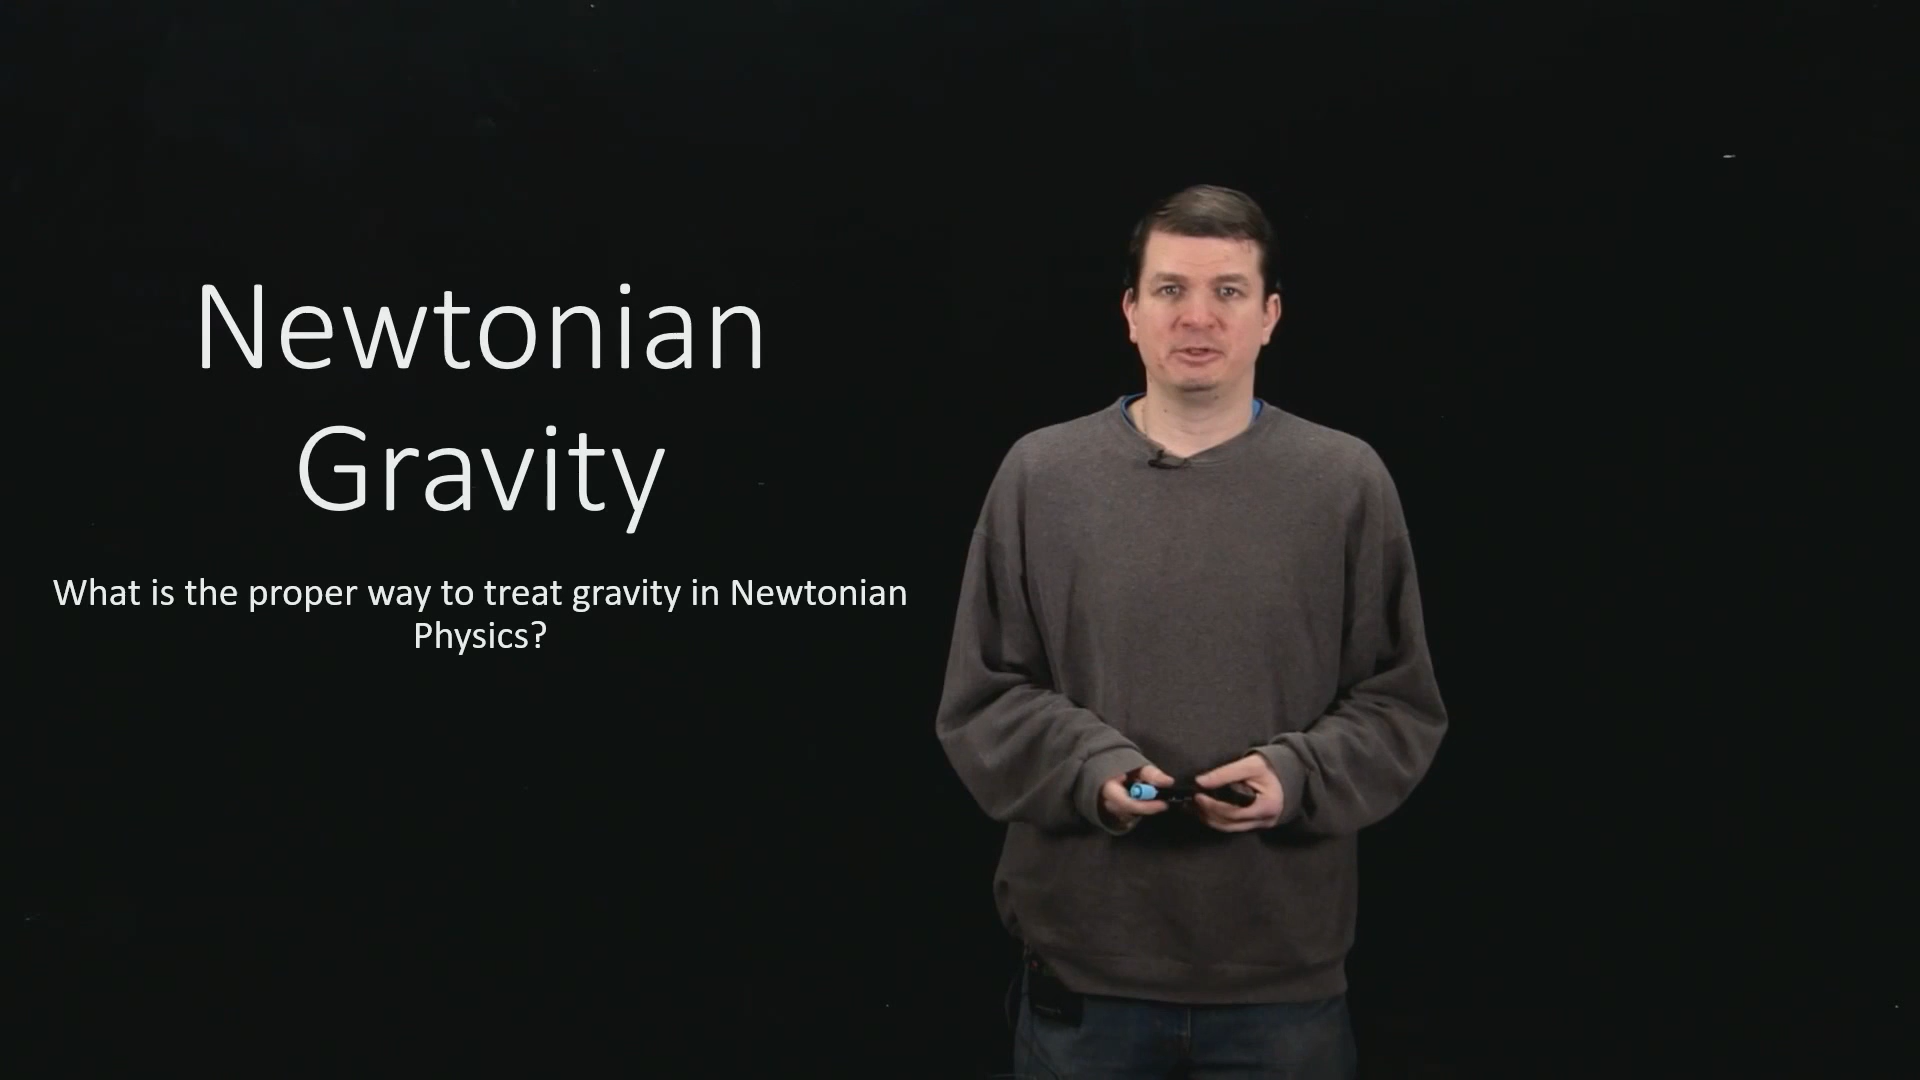 Newtonian
Gravity
What is the proper way to treat gravity in Newtonian
Physics?